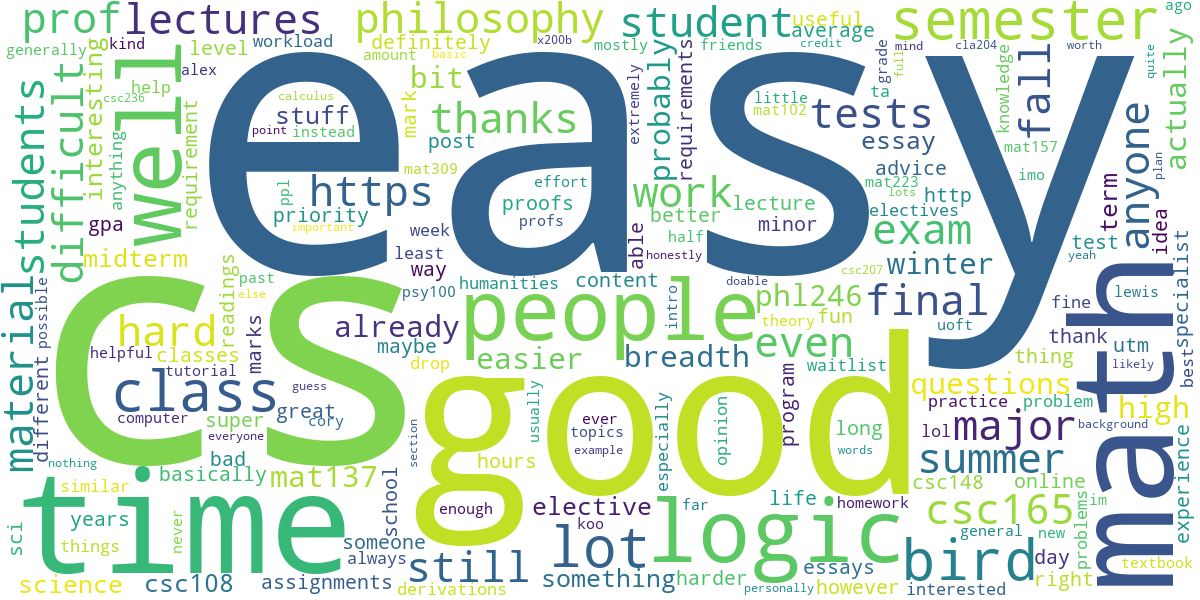 prof
lectures
philosophy
student
useful
average
semester
ago
generally
kind
workload
definitely
x200b
mostly
friends
credit
mind
cla204
worth
quite
basic
amount
level
alex
help
csc236
interesting
well
difficult
students
easy
bit
thanks
mark
stuff
calculus
point
instead
post
probably
extremely
requirements
little
mat102
ta
grade
full
tests
essay
advice
knowledge
mat157
fall
actually
anything
requirement
gpa
midterm
https
priority
ppl
important
mat309
effort
proofs
profs
work
better
half
lecture
minor
mat223
lots
electives
http
imo
plan
term
anyone
idea
exam
test
yeah
week
least
way
able
honestly
doable
csc207
winter
specialist
material
possible
different
readings
past
else
psy100
humanities
content
intro
people
phl246
theory
fun
final
uoft
fine
lewis
thank
utm
likely
best
cs
hard
already
maybe
easier
breadth
even
waitlist
thing
math
helpful
classes
marks
tutorial
drop
class
guess
great
cory
computer
super
everyone
good
usually
ever
topics
example
especially
opinion
program
long
words
questions
practice
problem
high
lol
major
background
nothing
bad
basically
mat137
section
hours
summer
experience
time
similar
sci
years
things
never
school
enough
elective
koo
life
far
homework
csc148
online
csc165
problems
im
someone
always
still
lot
logic
general
new
bird
day
science
csc108
assignments
derivations
something
harder
essays
personally
however
interested
right
textbook